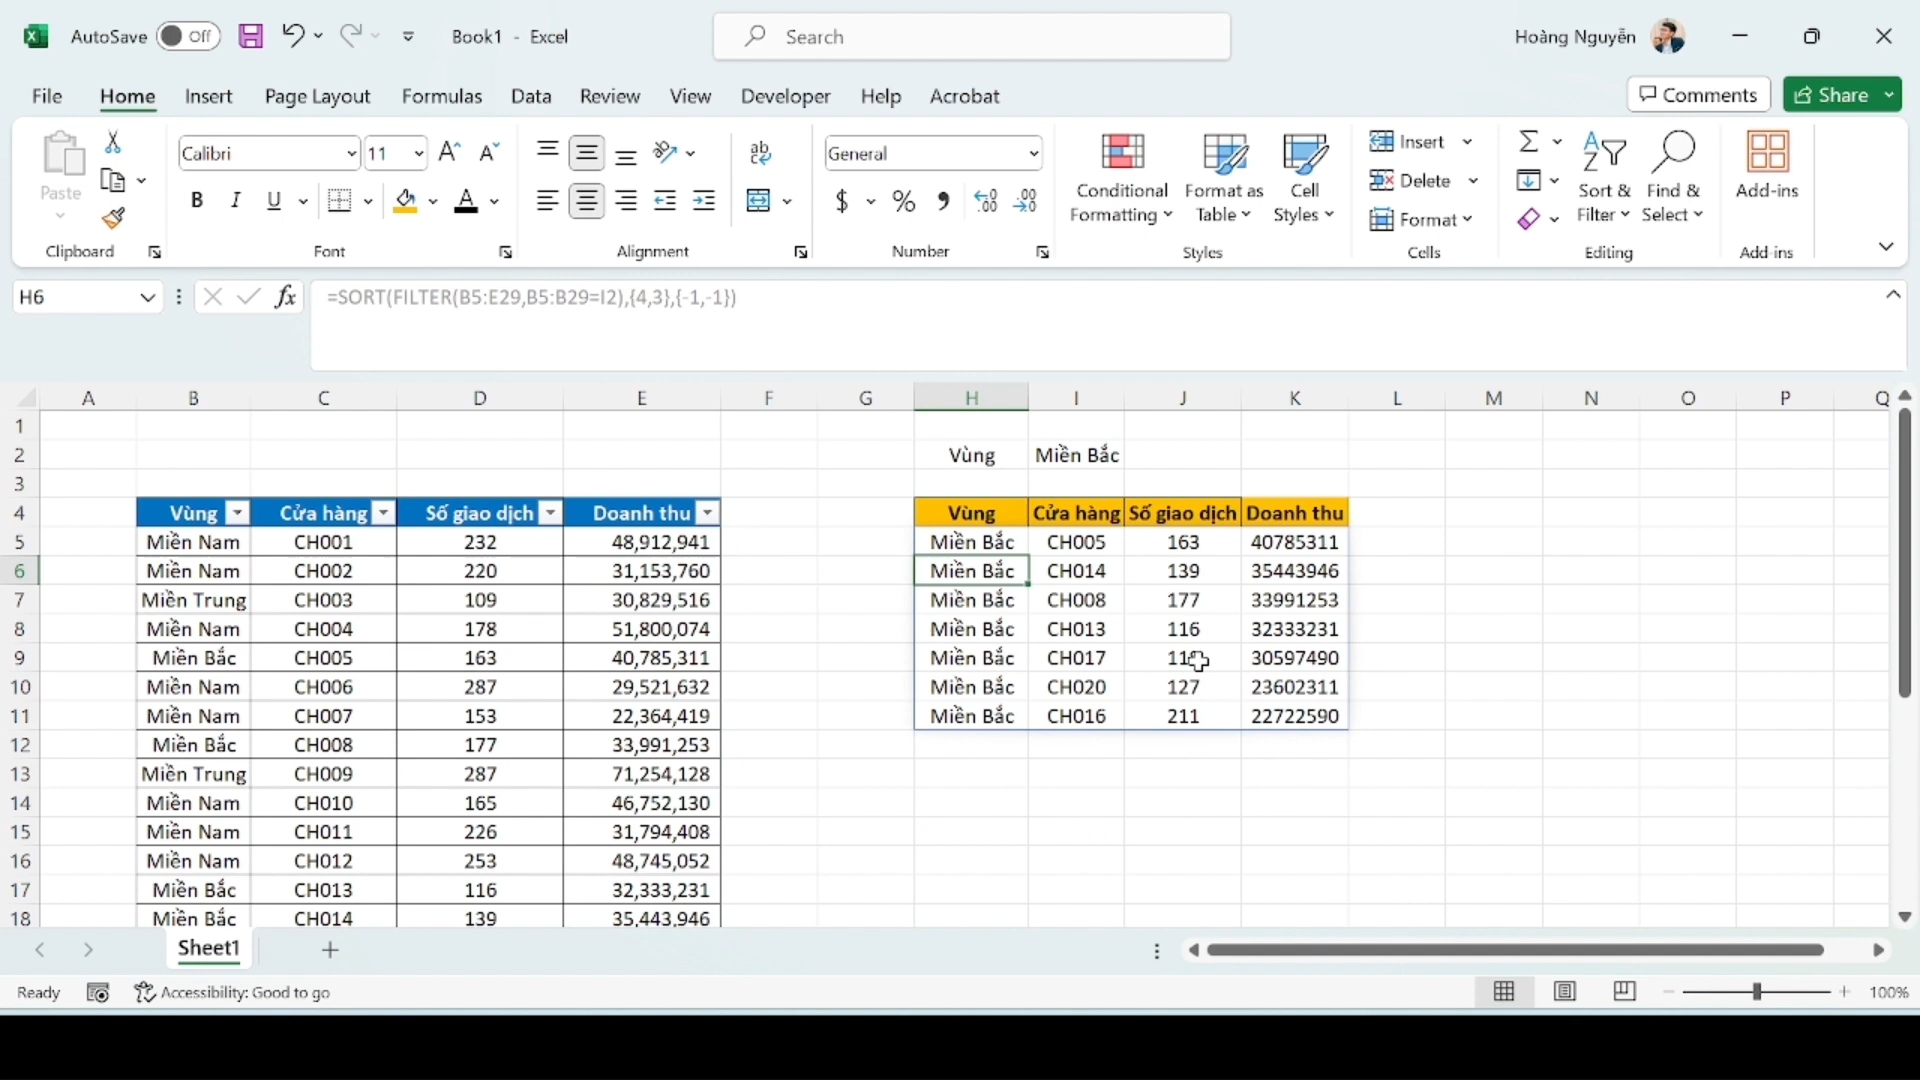 AutoSave Off Book1 - Excel Search Hoàng Nguyễn
File Home Insert Page Layout Formulas Data Review View Developer Help Acrobat Comments Share
Paste Calibri 11 General Conditional Formatting Format as Table Cell Styles Insert Delete Format Sort & Filter Find & Select Add-ins
Clipboard Font Alignment Number Styles Cells Editing Add-ins
H6 fx =SORT(FILTER(B5:E29,B5:B29=I2),{4,3},{-1,-1})
A B C D E F G H I J K L M N O P Q
1
2 Vùng Miền Bắc
3
4 Vùng Cửa hàng Số giao dịch Doanh thu Vùng Cửa hàng Số giao dịch Doanh thu
5 Miền Nam CH001 232 48,912,941 Miền Bắc CH005 163 40785311
6 Miền Nam CH002 220 31,153,760 Miền Bắc CH014 139 35443946
7 Miền Trung CH003 109 30,829,516 Miền Bắc CH008 177 33991253
8 Miền Nam CH004 178 51,800,074 Miền Bắc CH013 116 32333231
9 Miền Bắc CH005 163 40,785,311 Miền Bắc CH017 30597490
10 Miền Nam CH006 287 29,521,632 Miền Bắc CH020 127 23602311
11 Miền Nam CH007 153 22,364,419 Miền Bắc CH016 211 22722590
12 Miền Bắc CH008 177 33,991,253
13 Miền Trung CH009 287 71,254,128
14 Miền Nam CH010 165 46,752,130
15 Miền Nam CH011 226 31,794,408
16 Miền Nam CH012 253 48,745,052
17 Miền Bắc CH013 116 32,333,231
18 Miền Bắc CH014 139 35,443,946
Sheet1
Ready Accessibility: Good to go 100%